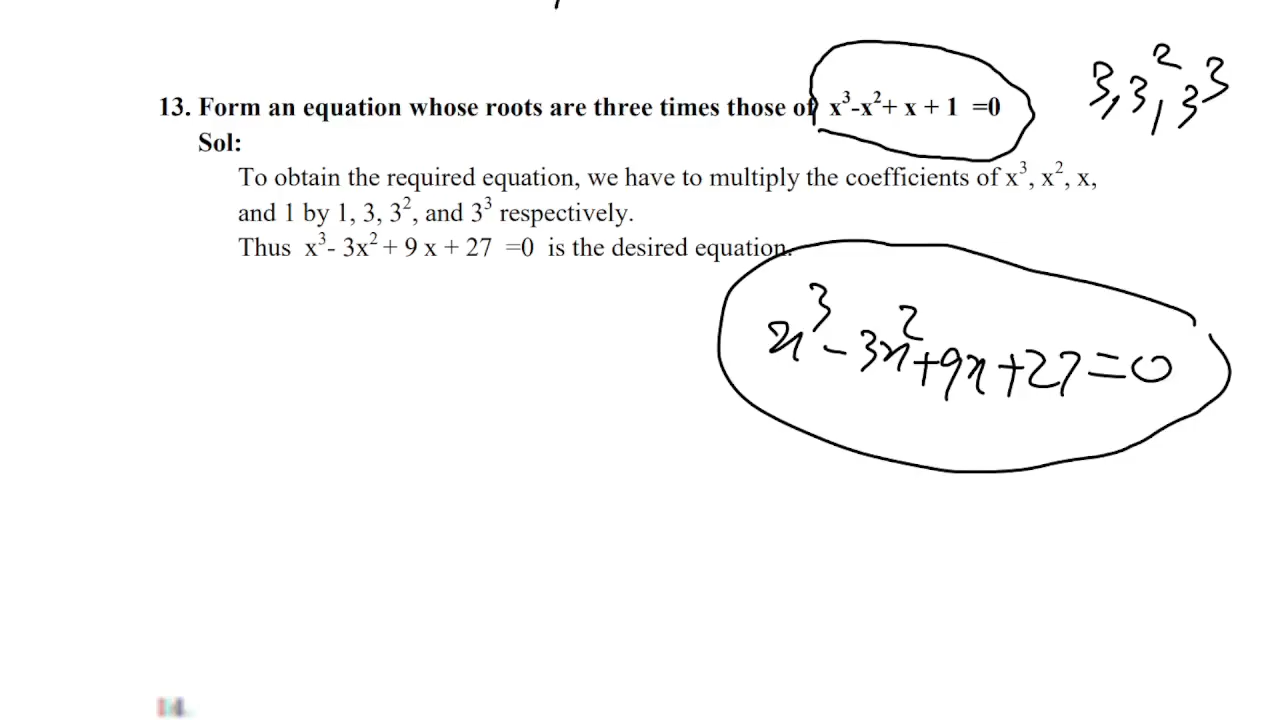 3, 3², 3³
13. Form an equation whose roots are three times those of x³-x²+ x + 1 =0
Sol:
To obtain the required equation, we have to multiply the coefficients of x³, x², x,
and 1 by 1, 3, 3², and 3³ respectively.
Thus x³- 3x² + 9 x + 27 =0 is the desired equation.
x³ - 3x² + 9x + 27 = 0